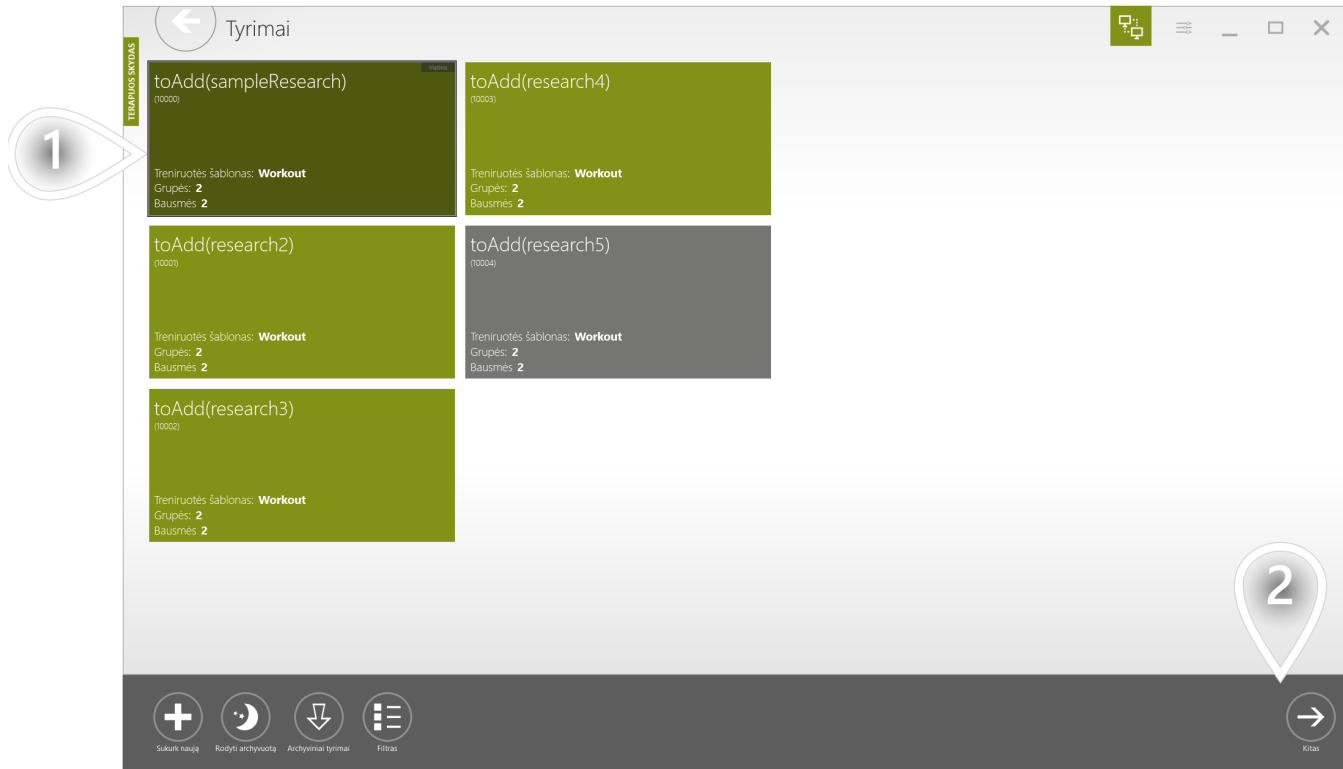 Tyrimai
TERAPIJOS SKYDAS
1
toAdd(sampleResearch)
(10000)
Treniruotės šablonas: Workout
Grupės: 2
Bausmės 2
toAdd(research4)
(10003)
Treniruotės šablonas: Workout
Grupės: 2
Bausmės 2
toAdd(research2)
(10001)
Treniruotės šablonas: Workout
Grupės: 2
Bausmės 2
toAdd(research5)
(10004)
Treniruotės šablonas: Workout
Grupės: 2
Bausmės 2
toAdd(research3)
(10002)
Treniruotės šablonas: Workout
Grupės: 2
Bausmės 2
2
Sukurk naują
Rodyti archyvuotą
Archyviniai tyrimai
Filtras
Kitas